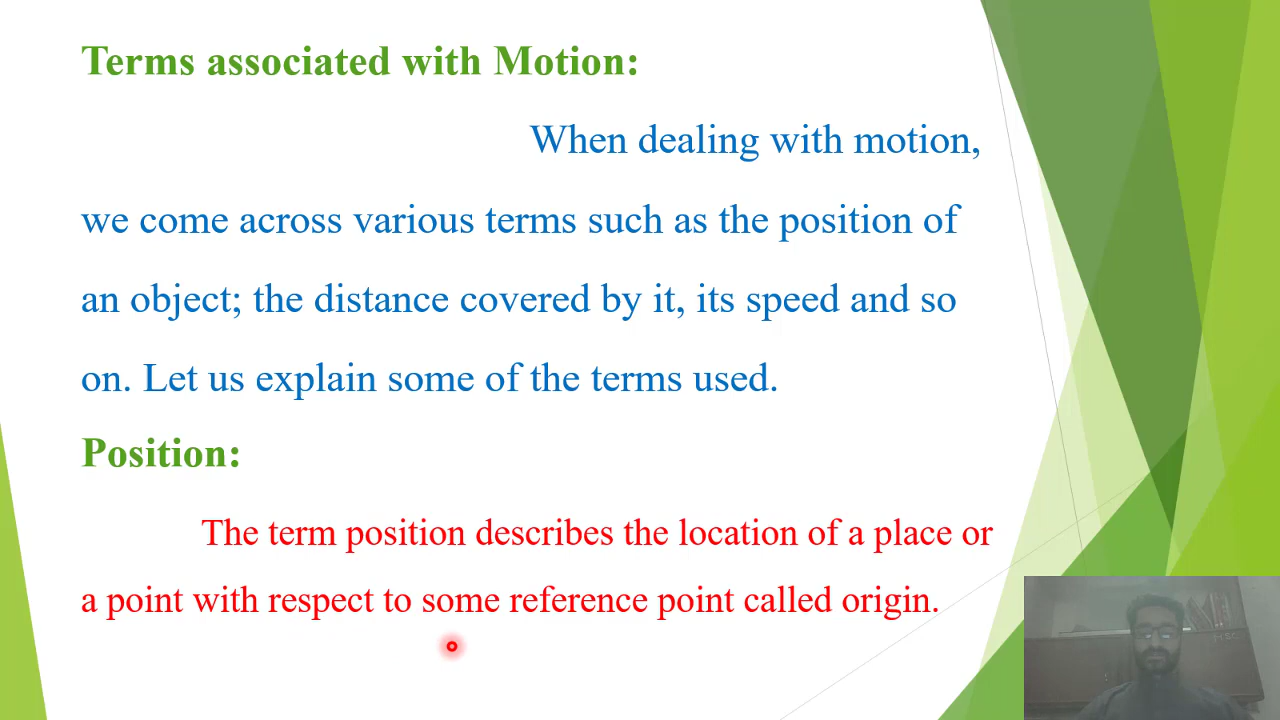 Terms associated with Motion:
When dealing with motion,
we come across various terms such as the position of
an object; the distance covered by it, its speed and so
on. Let us explain some of the terms used.
Position:
The term position describes the location of a place or
a point with respect to some reference point called origin.